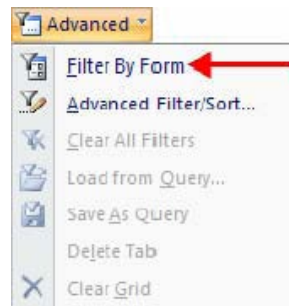 Advanced
Filter By Form
Advanced Filter/Sort...
Clear All Filters
Load from Query...
Save As Query
Delete Tab
Clear Grid